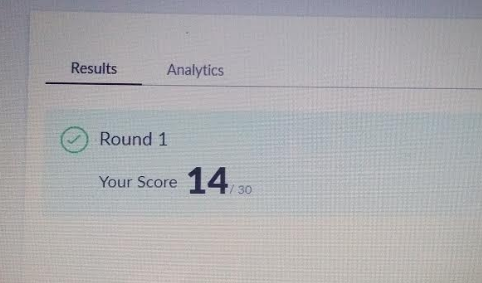 Results Analytics
Round 1
Your Score 14 / 30